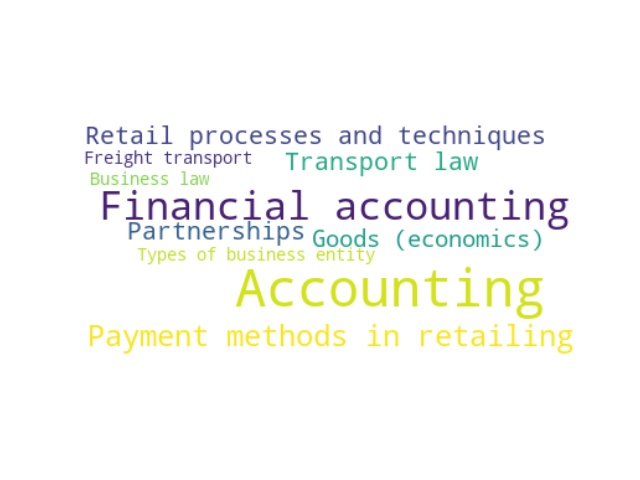 Retail processes and techniques
Freight transport
Transport law
Business law
Financial accounting
Partnerships
Goods (economics)
Types of business entity
Accounting
Payment methods in retailing